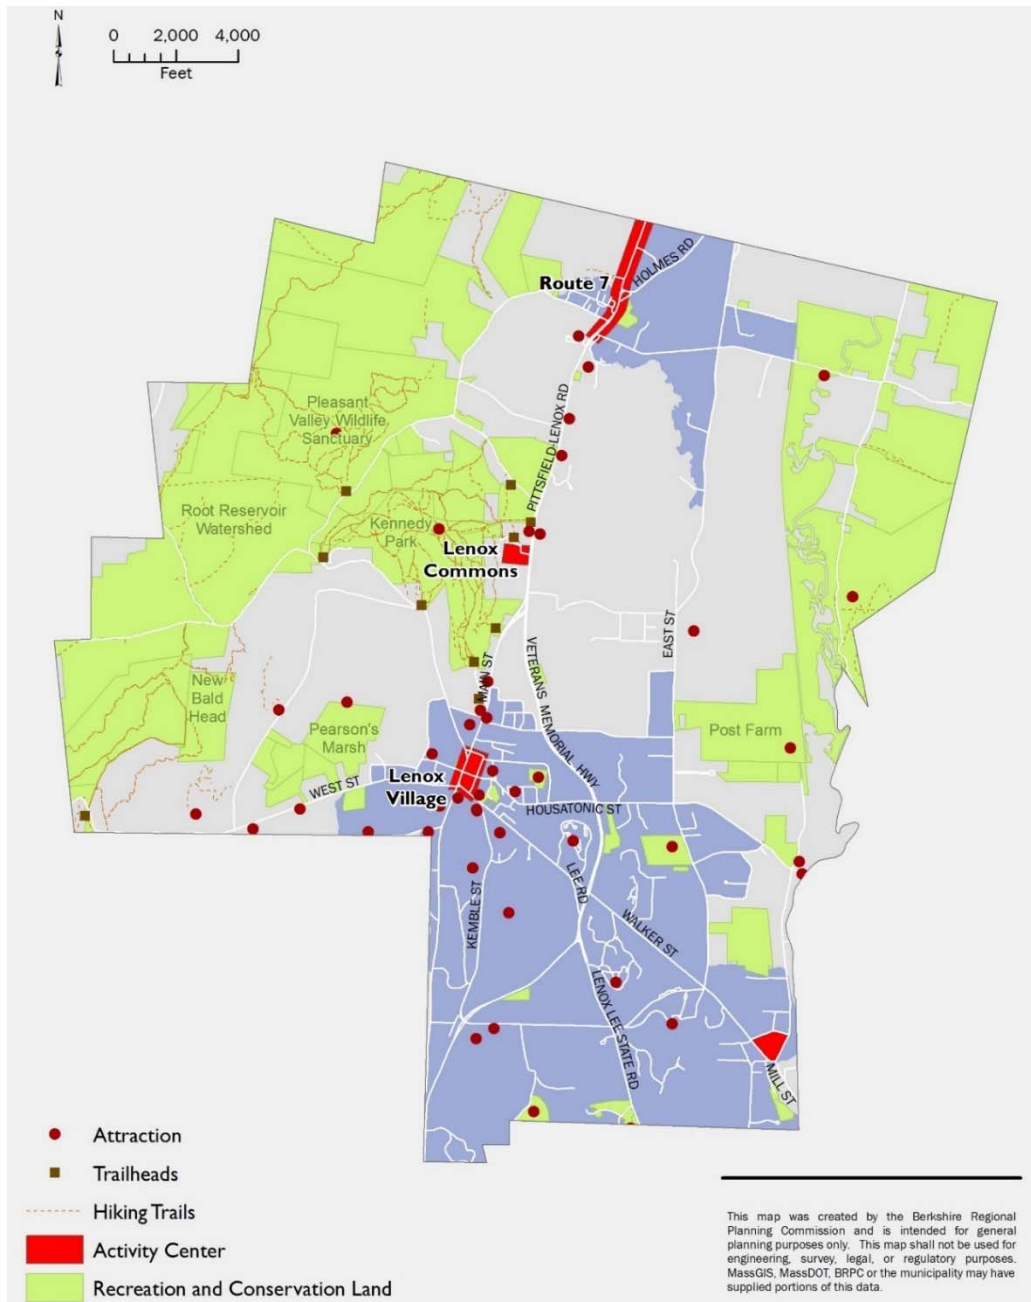 N
0 2,000 4,000
Feet
Route 7
HOLMES RD
PITTSFIELD-LENOX RD
Pleasant
Valley Wildlife
Sanctuary
Root Reservoir
Watershed
Kennedy
Park
Lenox
Commons
EAST ST
VETERANS MEMORIAL HWY
MAIN ST
New
Bald
Head
Pearson's
Marsh
Post Farm
WEST ST
Lenox
Village
HOUSATONIC ST
LEE RD
KEMBLE ST
WALKER ST
LENOX LEE STATE RD
MILL ST
Attraction
Trailheads
Hiking Trails
Activity Center
Recreation and Conservation Land
This map was created by the Berkshire Regional
Planning Commission and is intended for general
planning purposes only. This map shall not be used for
engineering, survey, legal, or regulatory purposes.
MassGIS, MassDOT, BRPC or the municipality may have
supplied portions of this data.